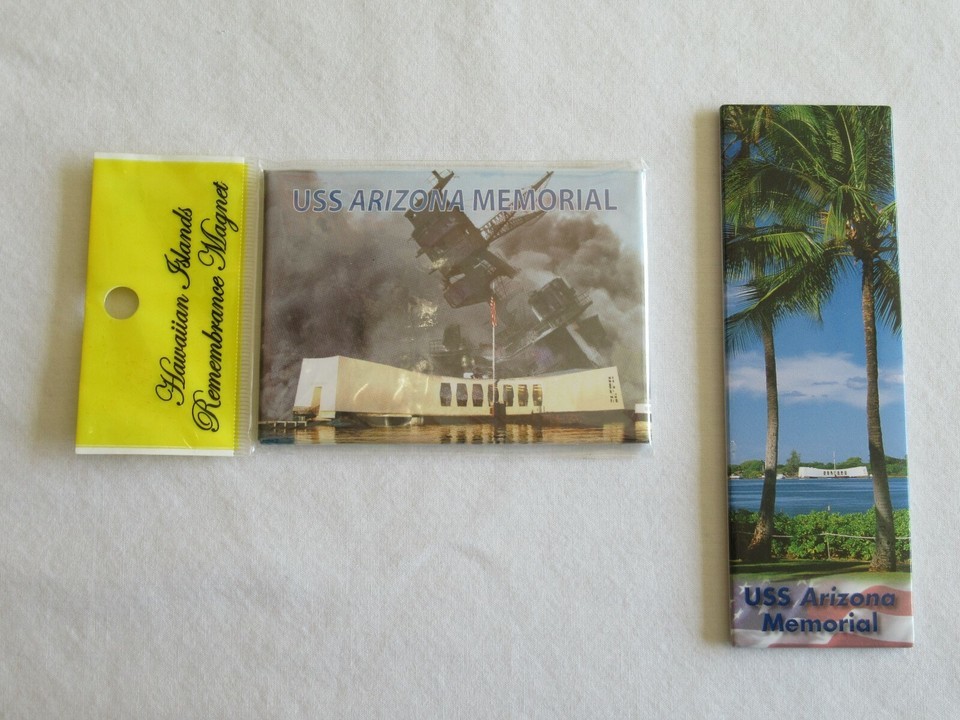 Hawaiian Islands
Remembrance Magnet
USS ARIZONA MEMORIAL
USS Arizona
Memorial